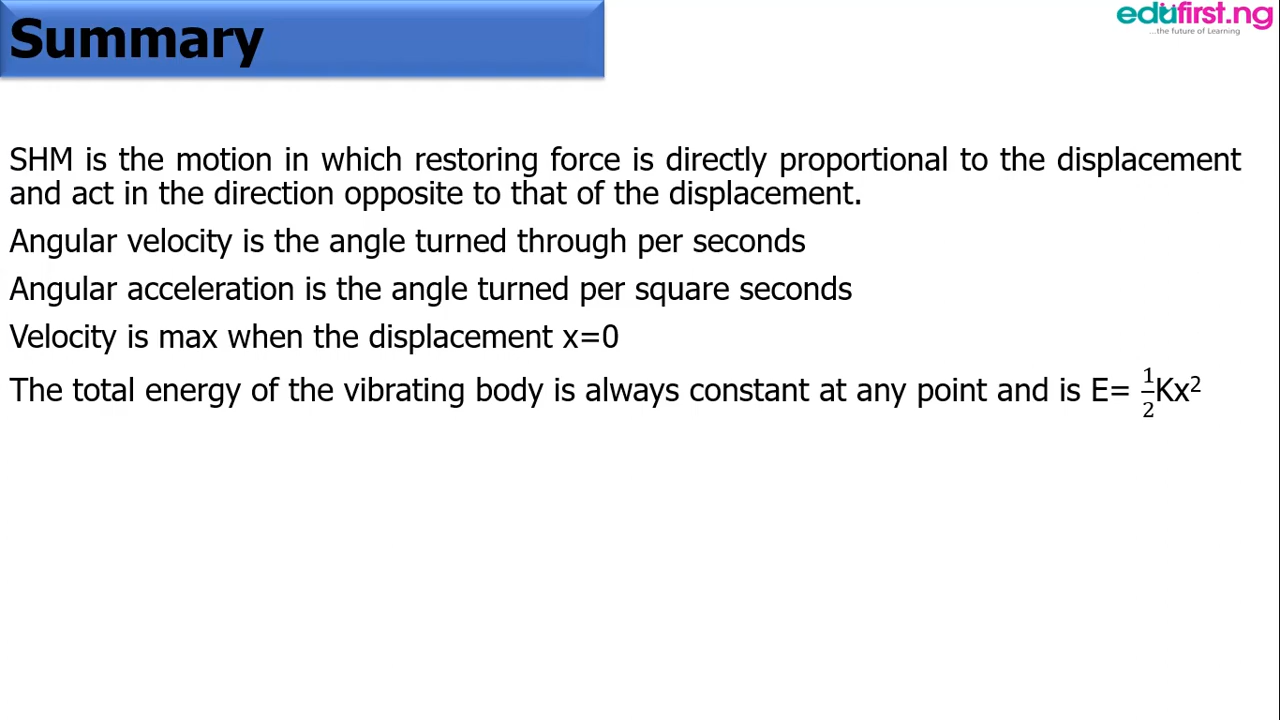 Summary
edufirst.ng
...the future of Learning
SHM is the motion in which restoring force is directly proportional to the displacement
and act in the direction opposite to that of the displacement.
Angular velocity is the angle turned through per seconds
Angular acceleration is the angle turned per square seconds
Velocity is max when the displacement x=0
The total energy of the vibrating body is always constant at any point and is E= ½Kx²